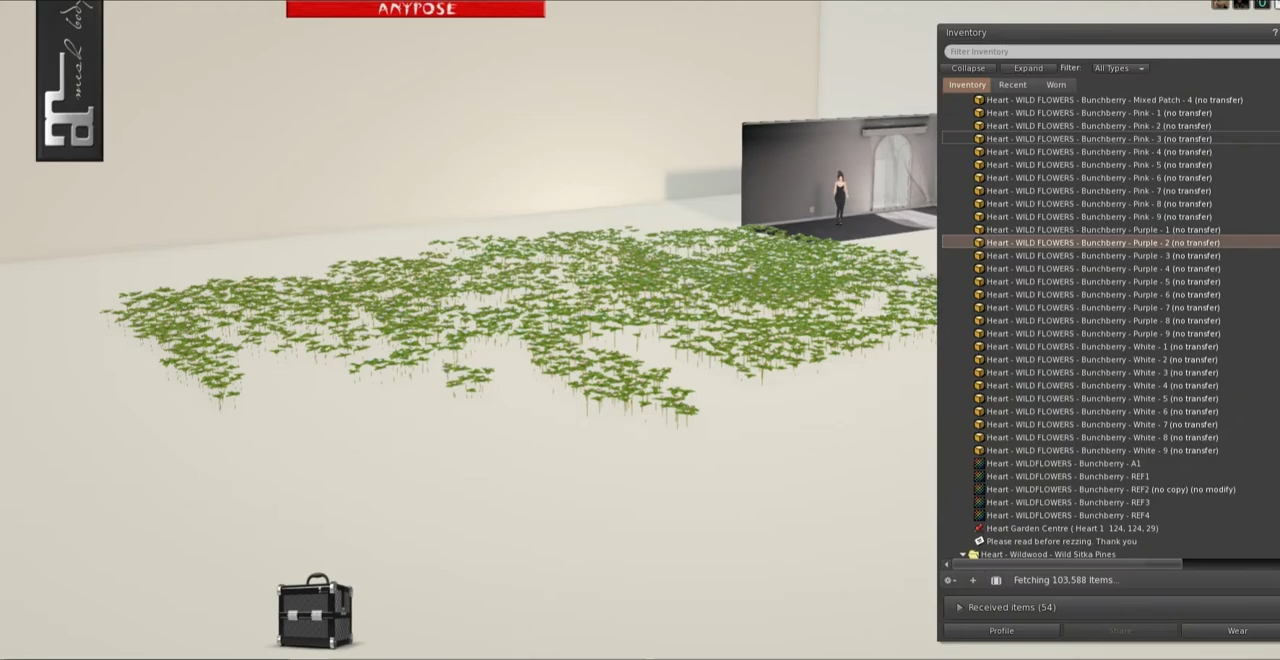 ANYPOSE
mesh body
Inventory
?
Filter Inventory
Collapse
Expand
Filter:
All Types
Inventory
Recent
Worn
Heart - WILD FLOWERS - Bunchberry - Mixed Patch - 4 (no transfer)
Heart - WILD FLOWERS - Bunchberry - Pink - 1 (no transfer)
Heart - WILD FLOWERS - Bunchberry - Pink - 2 (no transfer)
Heart - WILD FLOWERS - Bunchberry - Pink - 3 (no transfer)
Heart - WILD FLOWERS - Bunchberry - Pink - 4 (no transfer)
Heart - WILD FLOWERS - Bunchberry - Pink - 5 (no transfer)
Heart - WILD FLOWERS - Bunchberry - Pink - 6 (no transfer)
Heart - WILD FLOWERS - Bunchberry - Pink - 7 (no transfer)
Heart - WILD FLOWERS - Bunchberry - Pink - 8 (no transfer)
Heart - WILD FLOWERS - Bunchberry - Pink - 9 (no transfer)
Heart - WILD FLOWERS - Bunchberry - Purple - 1 (no transfer)
Heart - WILD FLOWERS - Bunchberry - Purple - 2 (no transfer)
Heart - WILD FLOWERS - Bunchberry - Purple - 3 (no transfer)
Heart - WILD FLOWERS - Bunchberry - Purple - 4 (no transfer)
Heart - WILD FLOWERS - Bunchberry - Purple - 5 (no transfer)
Heart - WILD FLOWERS - Bunchberry - Purple - 6 (no transfer)
Heart - WILD FLOWERS - Bunchberry - Purple - 7 (no transfer)
Heart - WILD FLOWERS - Bunchberry - Purple - 8 (no transfer)
Heart - WILD FLOWERS - Bunchberry - Purple - 9 (no transfer)
Heart - WILD FLOWERS - Bunchberry - White - 1 (no transfer)
Heart - WILD FLOWERS - Bunchberry - White - 2 (no transfer)
Heart - WILD FLOWERS - Bunchberry - White - 3 (no transfer)
Heart - WILD FLOWERS - Bunchberry - White - 4 (no transfer)
Heart - WILD FLOWERS - Bunchberry - White - 5 (no transfer)
Heart - WILD FLOWERS - Bunchberry - White - 6 (no transfer)
Heart - WILD FLOWERS - Bunchberry - White - 7 (no transfer)
Heart - WILD FLOWERS - Bunchberry - White - 8 (no transfer)
Heart - WILD FLOWERS - Bunchberry - White - 9 (no transfer)
Heart - WILDFLOWERS - Bunchberry - A1
Heart - WILDFLOWERS - Bunchberry - REF1
Heart - WILDFLOWERS - Bunchberry - REF2 (no copy) (no modify)
Heart - WILDFLOWERS - Bunchberry - REF3
Heart - WILDFLOWERS - Bunchberry - REF4
Heart Garden Centre ( Heart 1 124, 124, 29)
Please read before rezzing. Thank you
Heart - Wildwood - Wild Sitka Pines
Fetching 103,588 Items...
Received items (54)
Profile
Share
Wear